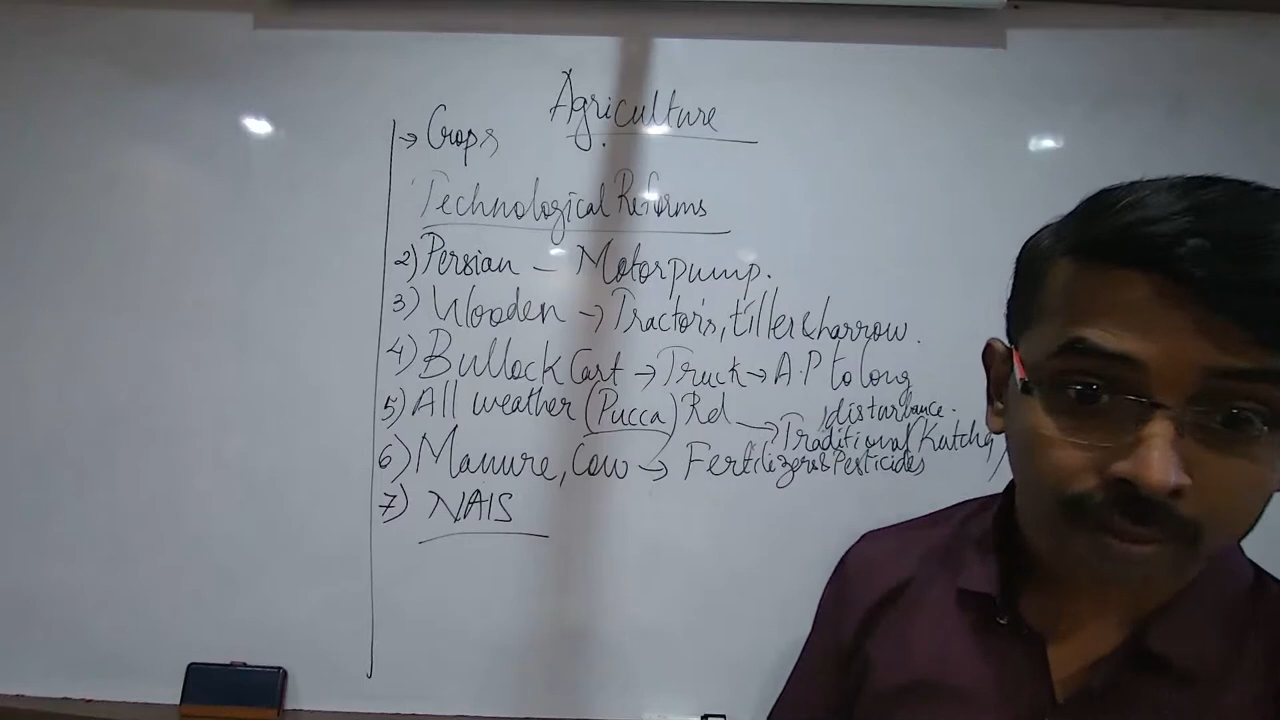 Agriculture
→ Crops
Technological Reforms
2) Persian – Motorpump.
3) Wooden → Tractors, tiller & harrow.
4) Bullock Cart → Truck → A.P to long
disturbance.
5) All weather (Pucca) Rd → Traditional Kutcha
6) Manure, Cow → Fertilizers & Pesticides
7) NAIS